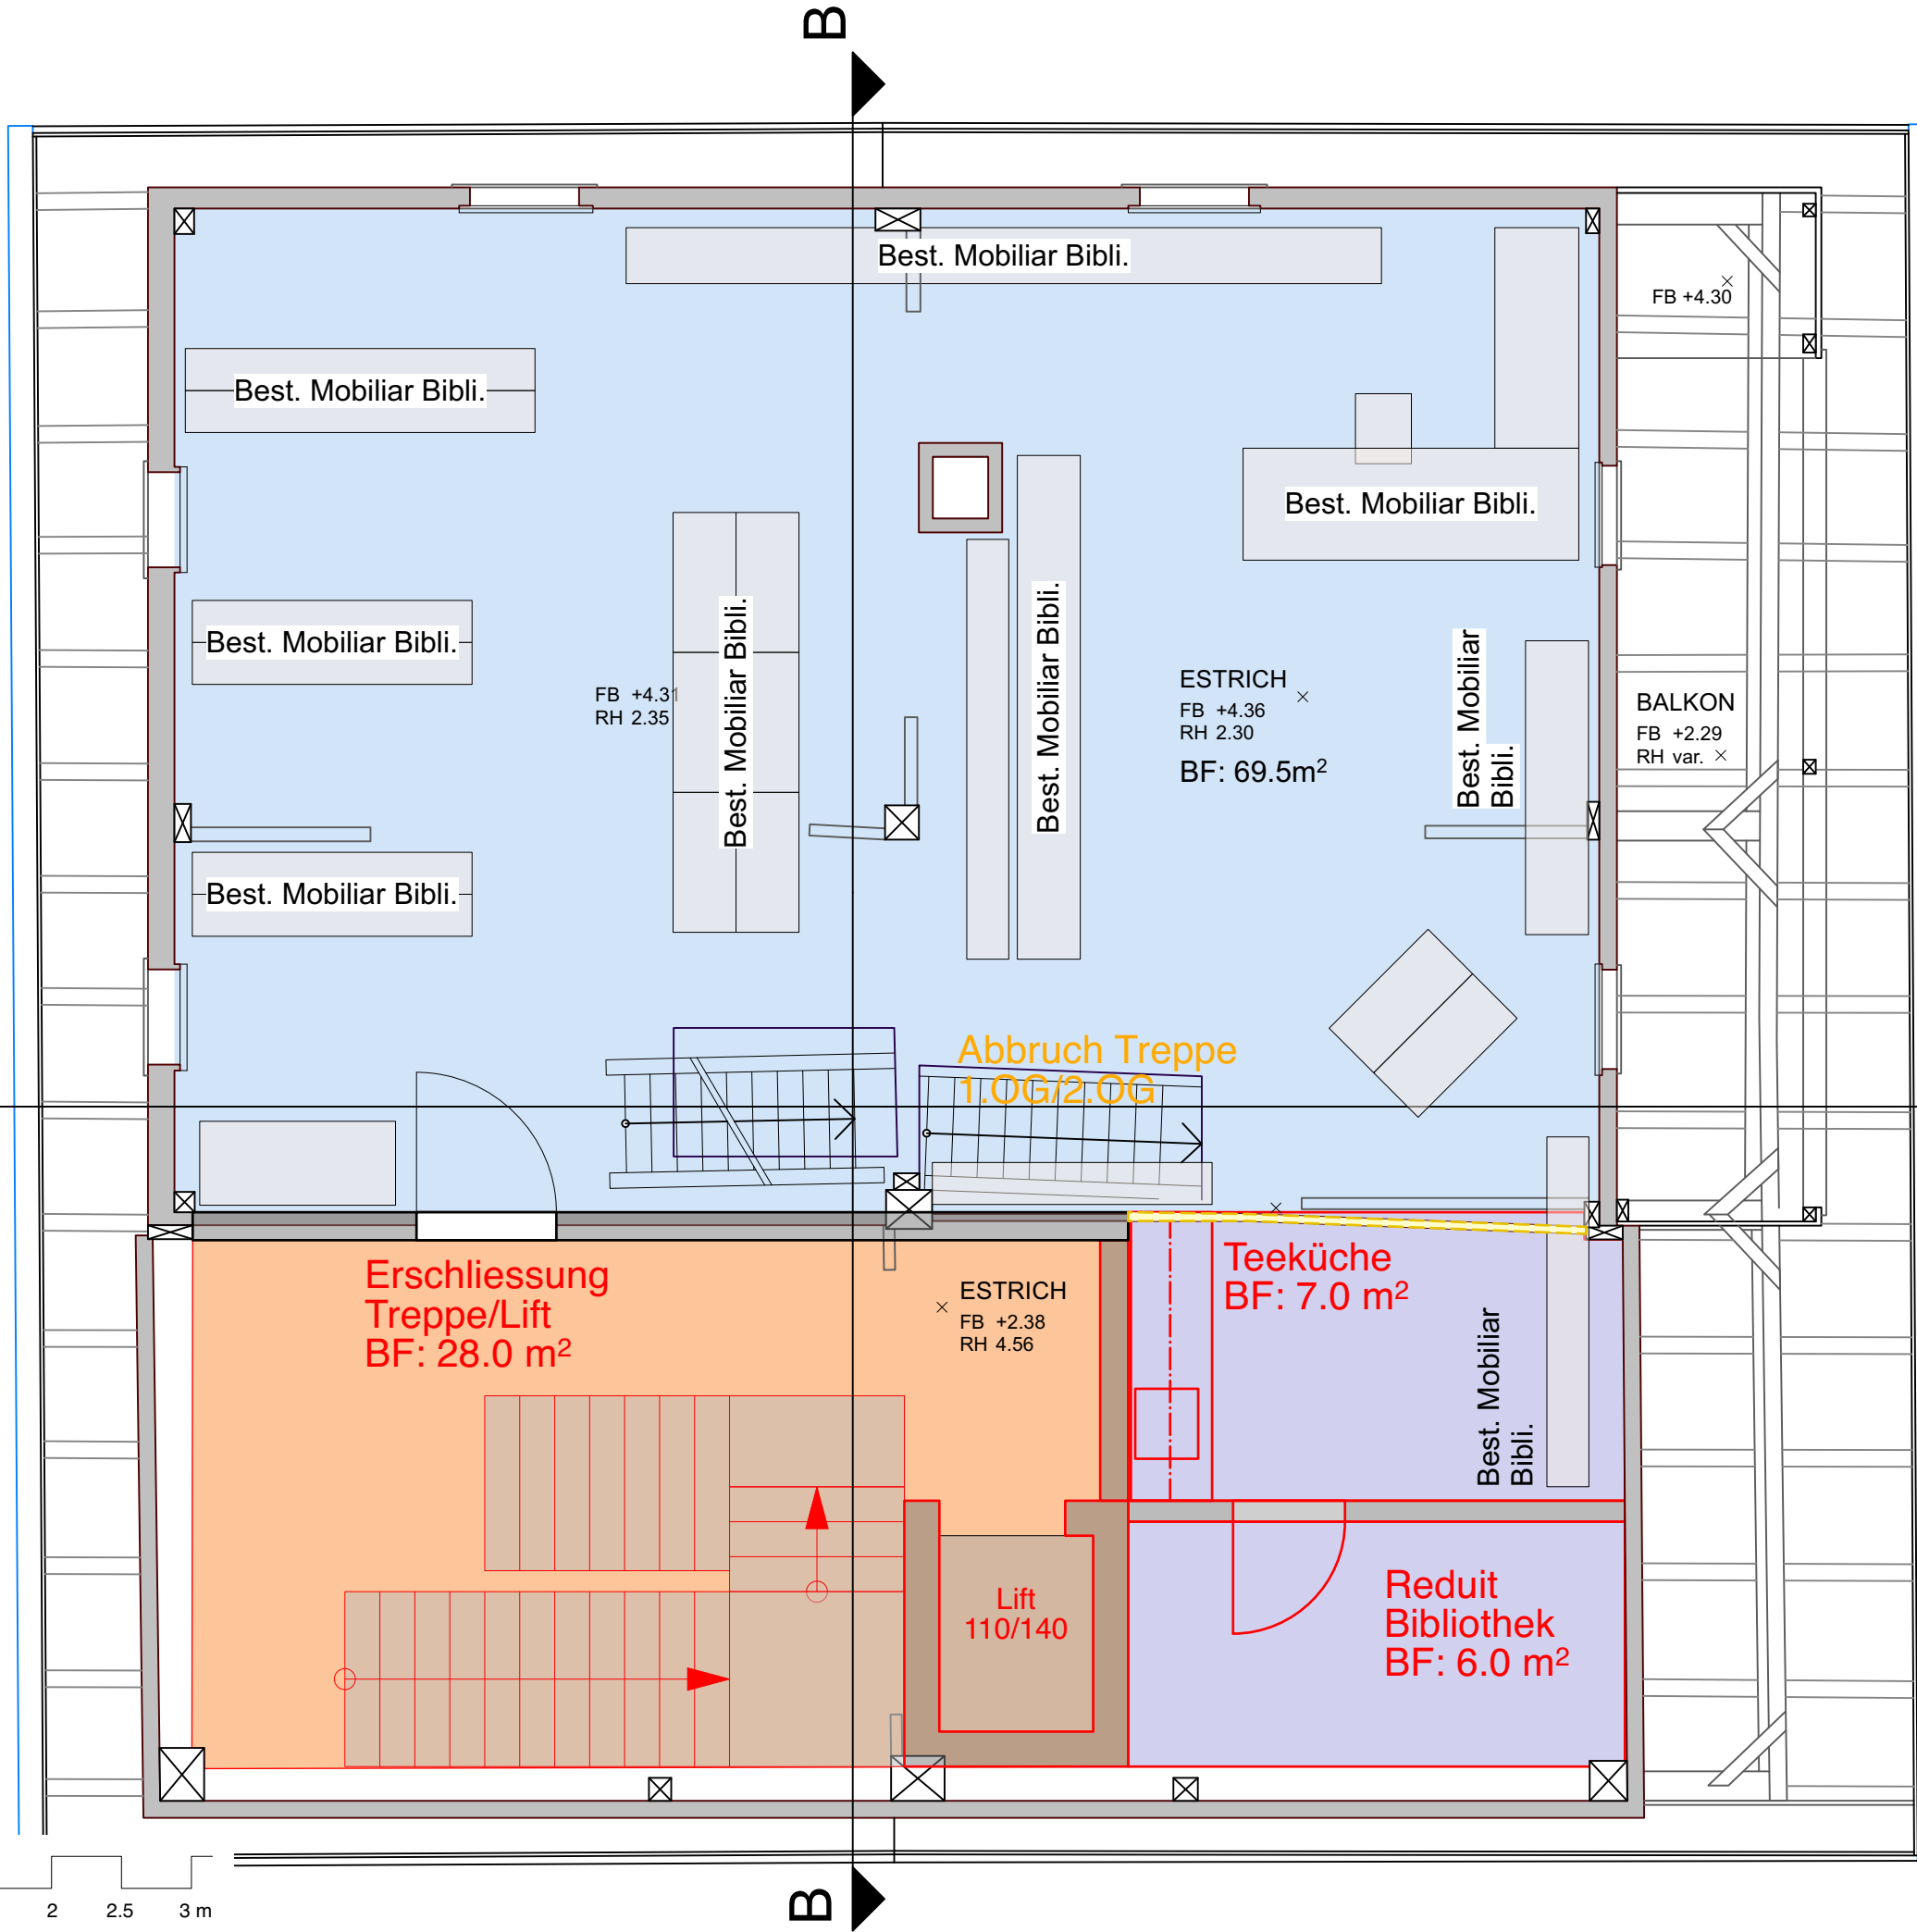 B
Best. Mobiliar Bibli.
FB +4.30
Best. Mobiliar Bibli.
Best. Mobiliar Bibli.
Best. Mobiliar Bibli.
Best. Mobiliar Bibli.
Best. Mobiliar Bibli.
Best. Mobiliar
Bibli.
FB +4.31
RH 2.35
ESTRICH
FB +4.36
RH 2.30
BF: 69.5m²
BALKON
FB +2.29
RH var.
Best. Mobiliar Bibli.
Abbruch Treppe
1.OG/2.OG
Erschliessung
Treppe/Lift
BF: 28.0 m²
ESTRICH
FB +2.38
RH 4.56
Teeküche
BF: 7.0 m²
Best. Mobiliar
Bibli.
Lift
110/140
Reduit
Bibliothek
BF: 6.0 m²
2 2.5 3 m
B